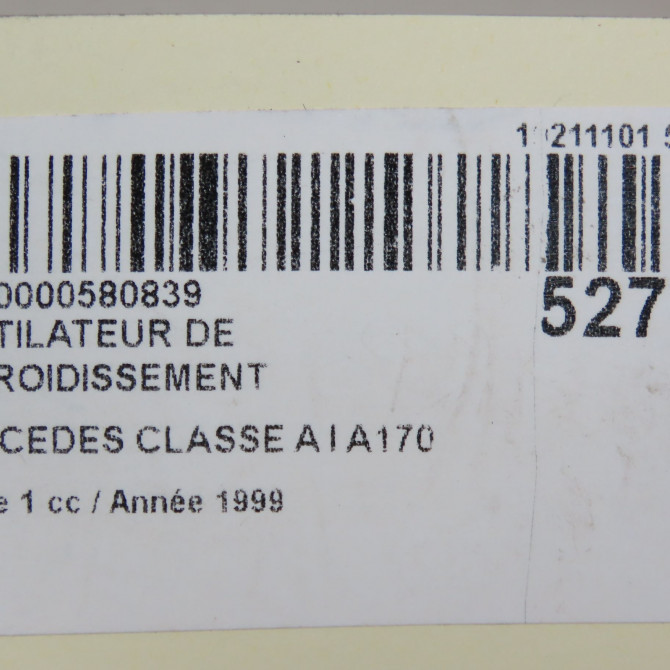 211101
0000580839
527
TILATEUR DE
ROIDISSEMENT
CEDES CLASSE A I A170
e 1 cc / Année 1999